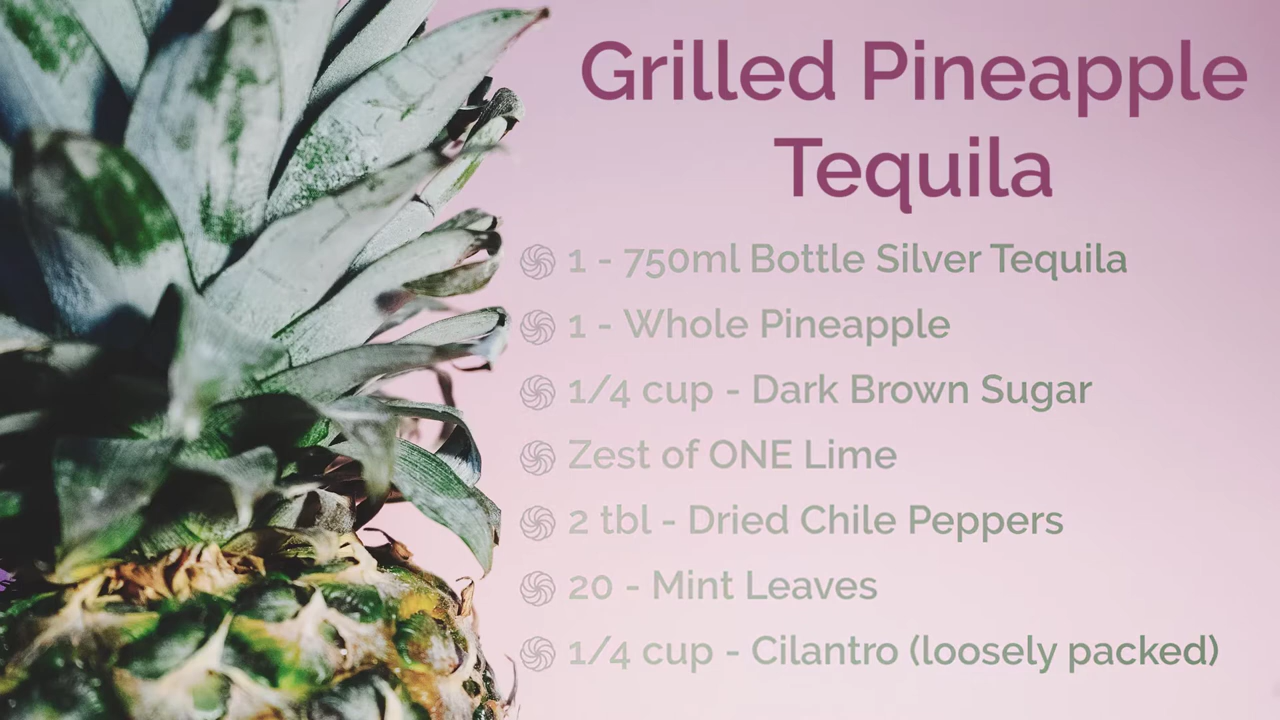 Grilled Pineapple
Tequila
1 - 750ml Bottle Silver Tequila
1 - Whole Pineapple
1/4 cup - Dark Brown Sugar
Zest of ONE Lime
2 tbl - Dried Chile Peppers
20 - Mint Leaves
1/4 cup - Cilantro (loosely packed)